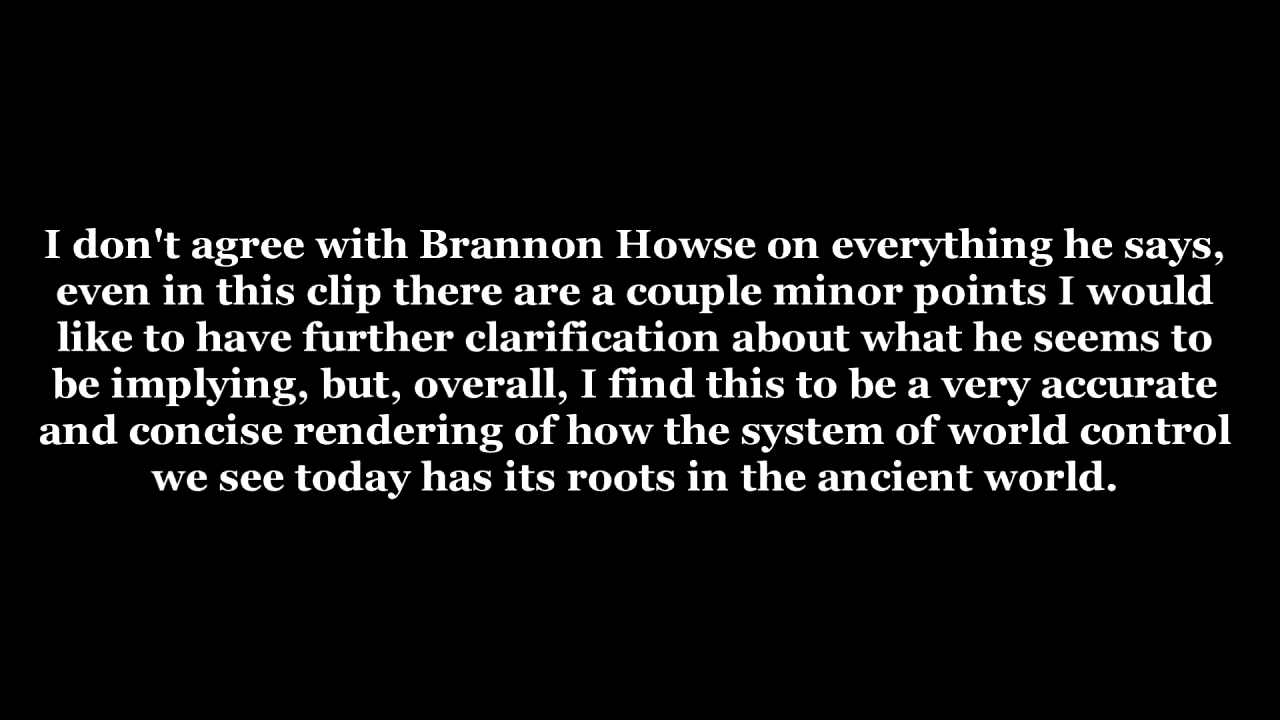 I don't agree with Brannon Howse on everything he says,
even in this clip there are a couple minor points I would
like to have further clarification about what he seems to
be implying, but, overall, I find this to be a very accurate
and concise rendering of how the system of world control
we see today has its roots in the ancient world.